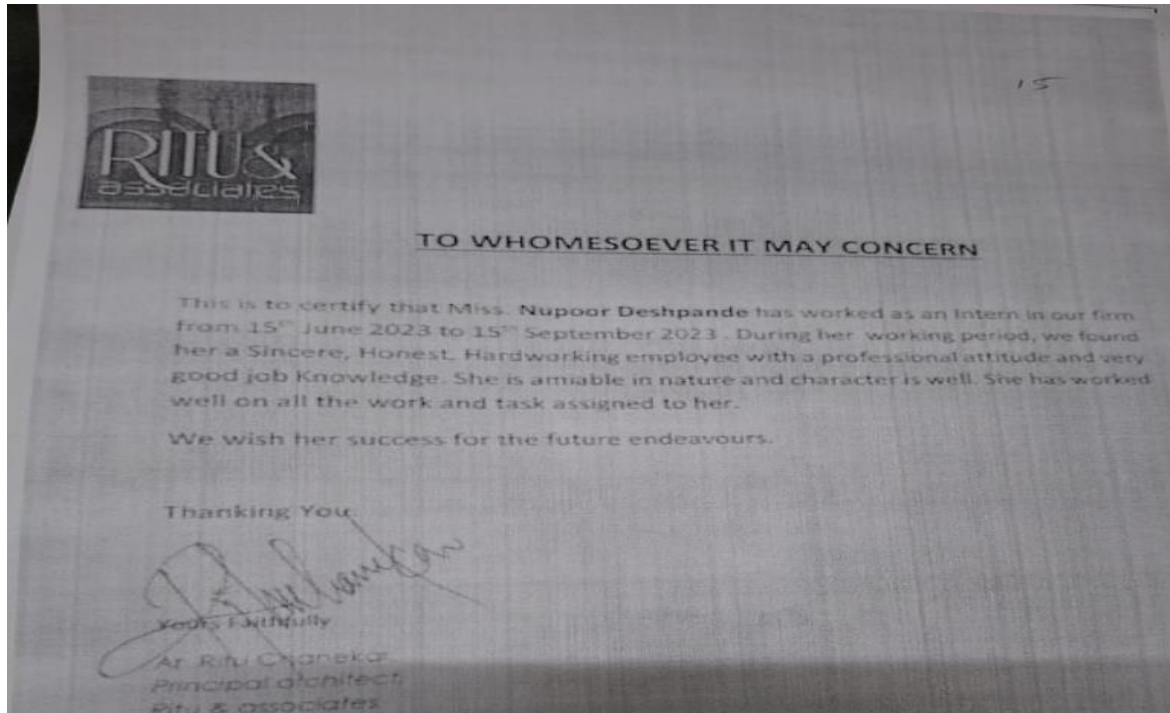 15
RITU&
associates
TO WHOMESOEVER IT MAY CONCERN
This is to certify that Miss. Nupoor Deshpande has worked as an Intern in our firm
from 15th June 2023 to 15th September 2023 . During her working period, we found
her a Sincere, Honest, Hardworking employee with a professional attitude and very
good job Knowledge. She is amiable in nature and character is well. She has worked
well on all the work and task assigned to her.
We wish her success for the future endeavours.
Thanking You
Yours Faithfully
Ar Ritu Chanekar
Principal architect
Ritu & associates